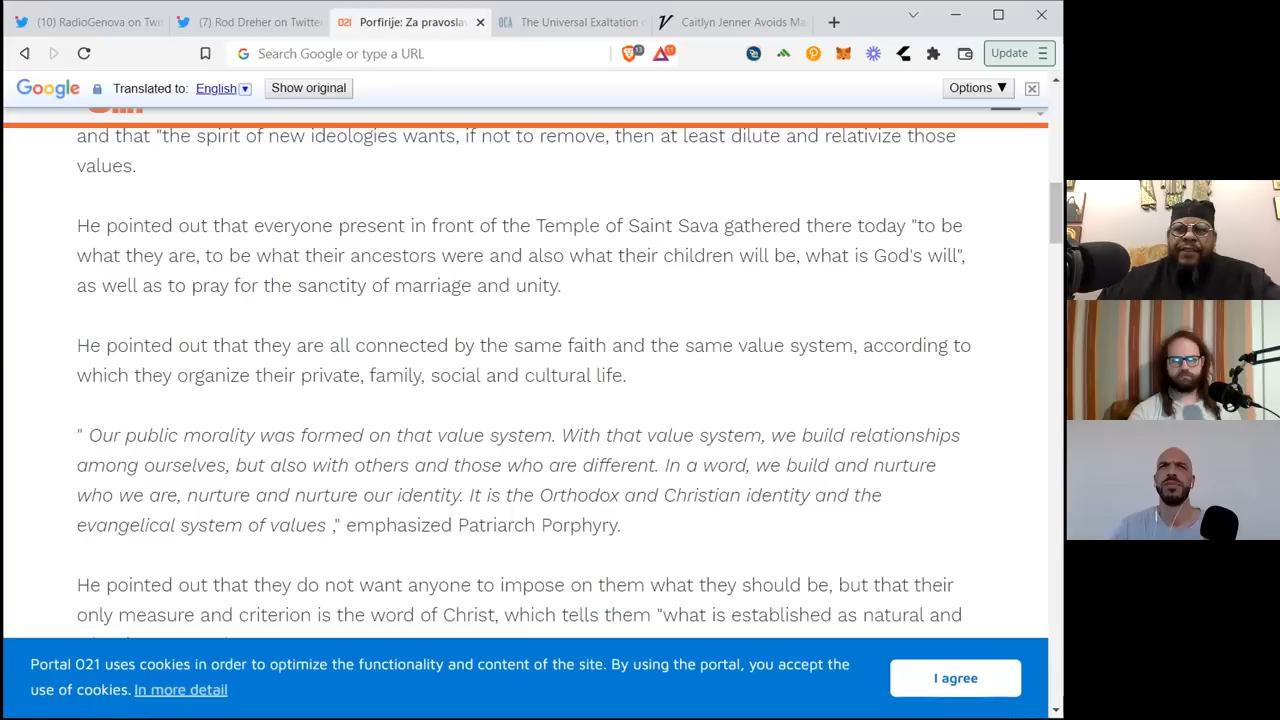 (10) RadioGenova on Twi
(7) Rod Dreher on Twitter
021 Porfirije: Za pravoslav
OCA The Universal Exaltation o
Caitlyn Jenner Avoids Ma
Search Google or type a URL
13
11
Update
Google Translated to: English Show original Options ▼
and that "the spirit of new ideologies wants, if not to remove, then at least dilute and relativize those
values.
He pointed out that everyone present in front of the Temple of Saint Sava gathered there today "to be
what they are, to be what their ancestors were and also what their children will be, what is God's will",
as well as to pray for the sanctity of marriage and unity.
He pointed out that they are all connected by the same faith and the same value system, according to
which they organize their private, family, social and cultural life.
" Our public morality was formed on that value system. With that value system, we build relationships
among ourselves, but also with others and those who are different. In a word, we build and nurture
who we are, nurture and nurture our identity. It is the Orthodox and Christian identity and the
evangelical system of values ," emphasized Patriarch Porphyry.
He pointed out that they do not want anyone to impose on them what they should be, but that their
only measure and criterion is the word of Christ, which tells them "what is established as natural and
Portal 021 uses cookies in order to optimize the functionality and content of the site. By using the portal, you accept the
use of cookies. In more detail
I agree